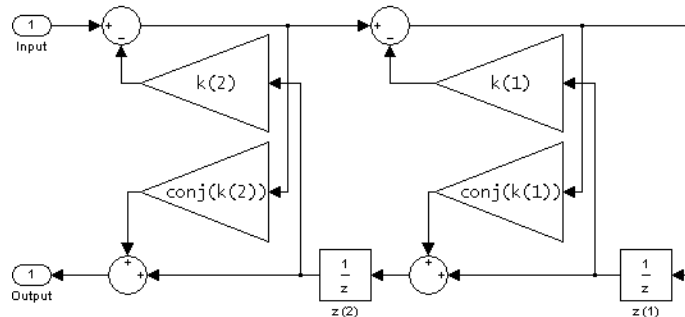 1
+
−
+
−
Input
k(2)
k(1)
conj(k(2))
conj(k(1))
+
+
+
+
1
1
z
1
z
Output
z(2)
z(1)